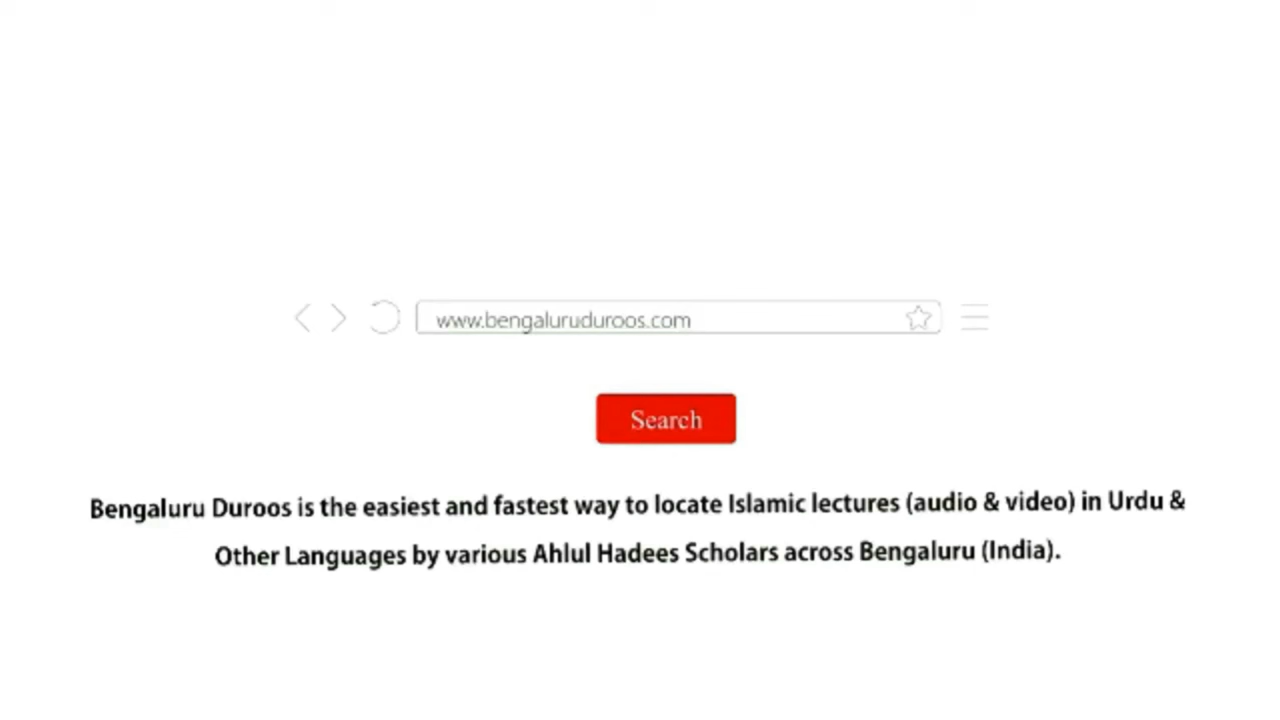 www.bengaluruduroos.com
Search
Bengaluru Duroos is the easiest and fastest way to locate Islamic lectures (audio & video) in Urdu &
Other Languages by various Ahlul Hadees Scholars across Bengaluru (India).